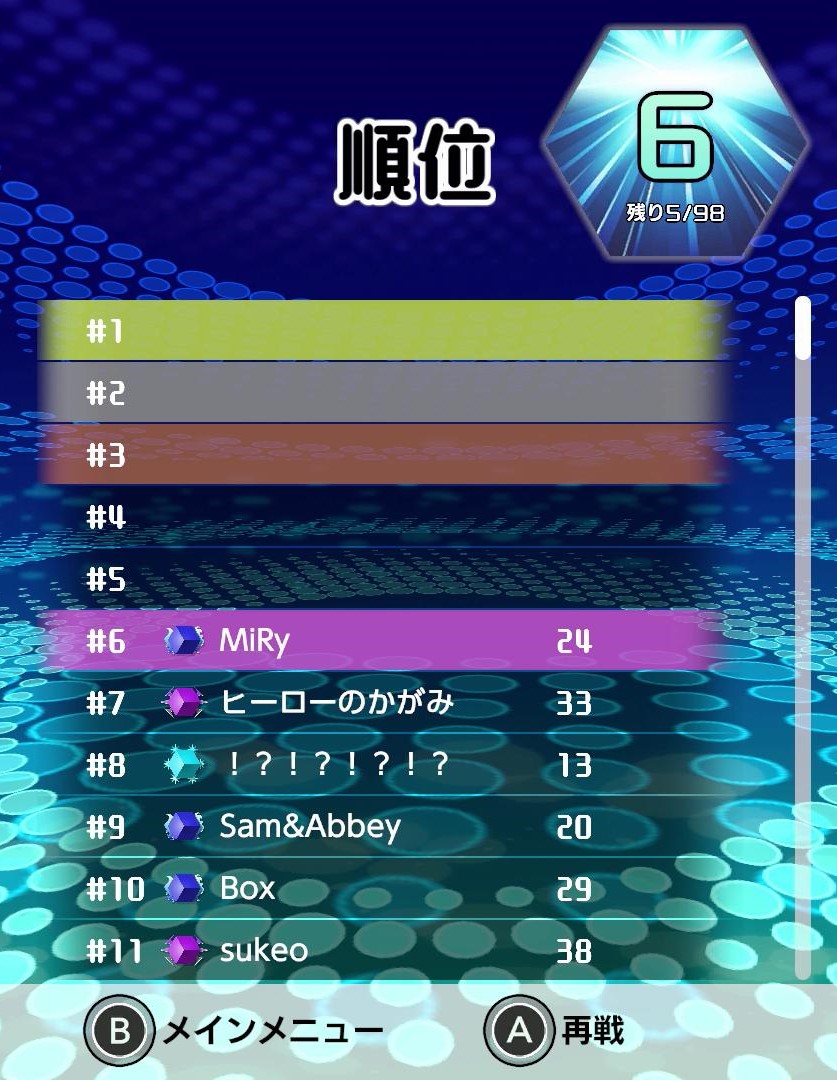 順位
6
残り5/98
#1
#2
#3
#4
#5
#6 MiRy 24
#7 ヒーローのかがみ 33
#8 ！？！？！？！？ 13
#9 Sam&Abbey 20
#10 Box 29
#11 sukeo 38
B メインメニュー A 再戦